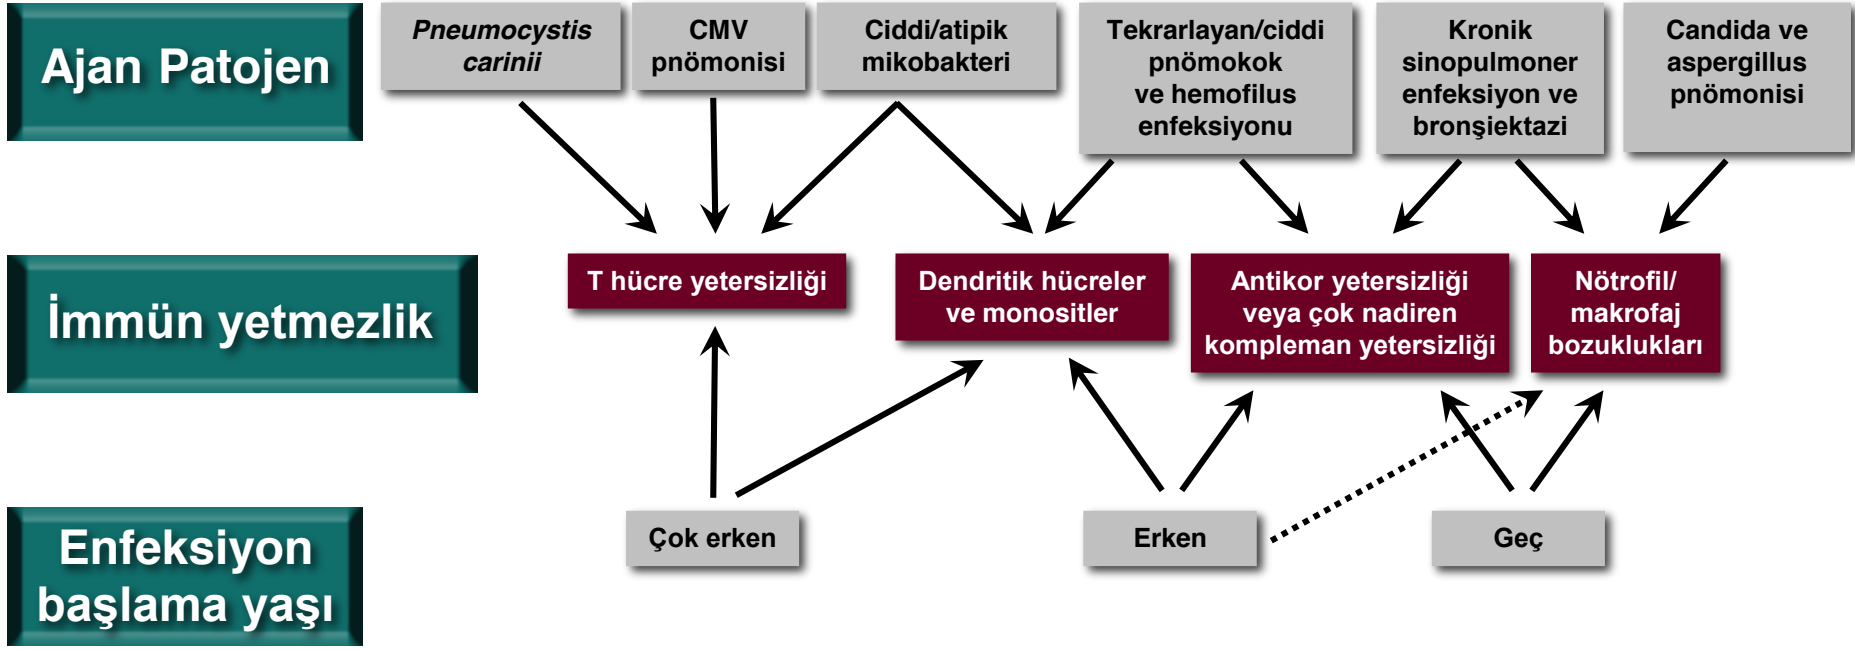 Ajan Patojen
Pneumocystis
carinii
CMV
pnömonisi
Ciddi/atipik
mikobakteri
Tekrarlayan/ciddi
pnömokok
ve hemofilus
enfeksiyonu
Kronik
sinopulmoner
enfeksiyon ve
bronşiektazi
Candida ve
aspergillus
pnömonisi
İmmün yetmezlik
T hücre yetersizliği
Dendritik hücreler
ve monositler
Antikor yetersizliği
veya çok nadiren
kompleman yetersizliği
Nötrofil/
makrofaj
bozuklukları
Enfeksiyon
başlama yaşı
Çok erken
Erken
Geç